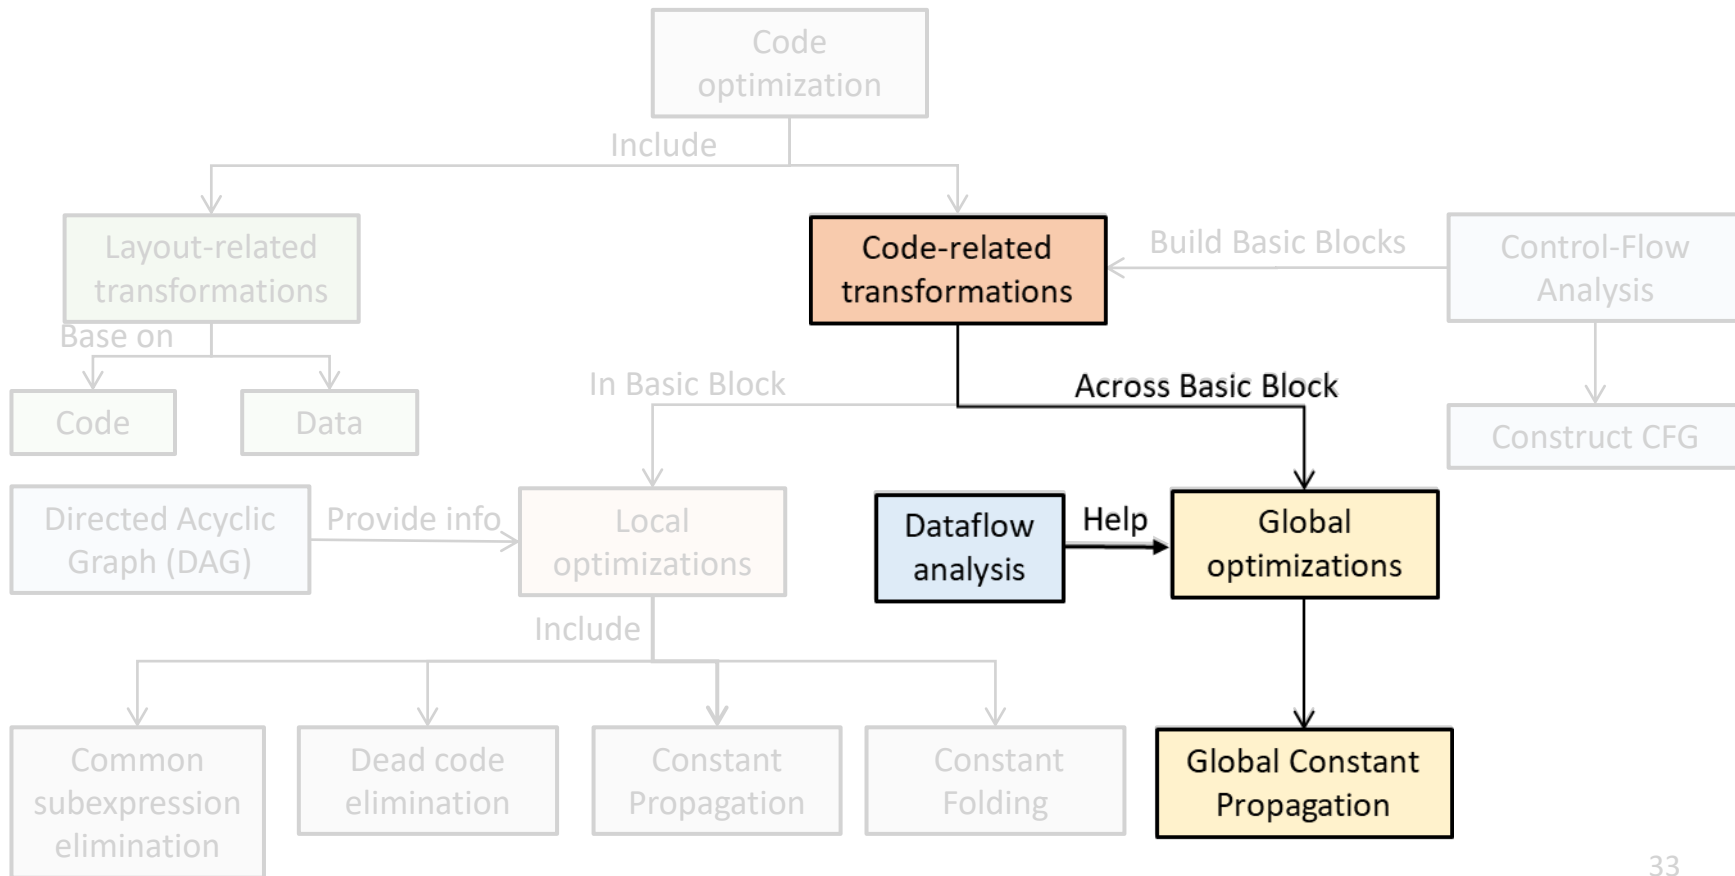 Code
optimization
Include
Layout-related
transformations
Code-related
transformations
Build Basic Blocks
Control-Flow
Analysis
Base on
Code
Data
In Basic Block
Across Basic Block
Construct CFG
Directed Acyclic
Graph (DAG)
Provide info
Local
optimizations
Dataflow
analysis
Help
Global
optimizations
Include
Common
subexpression
elimination
Dead code
elimination
Constant
Propagation
Constant
Folding
Global Constant
Propagation
33